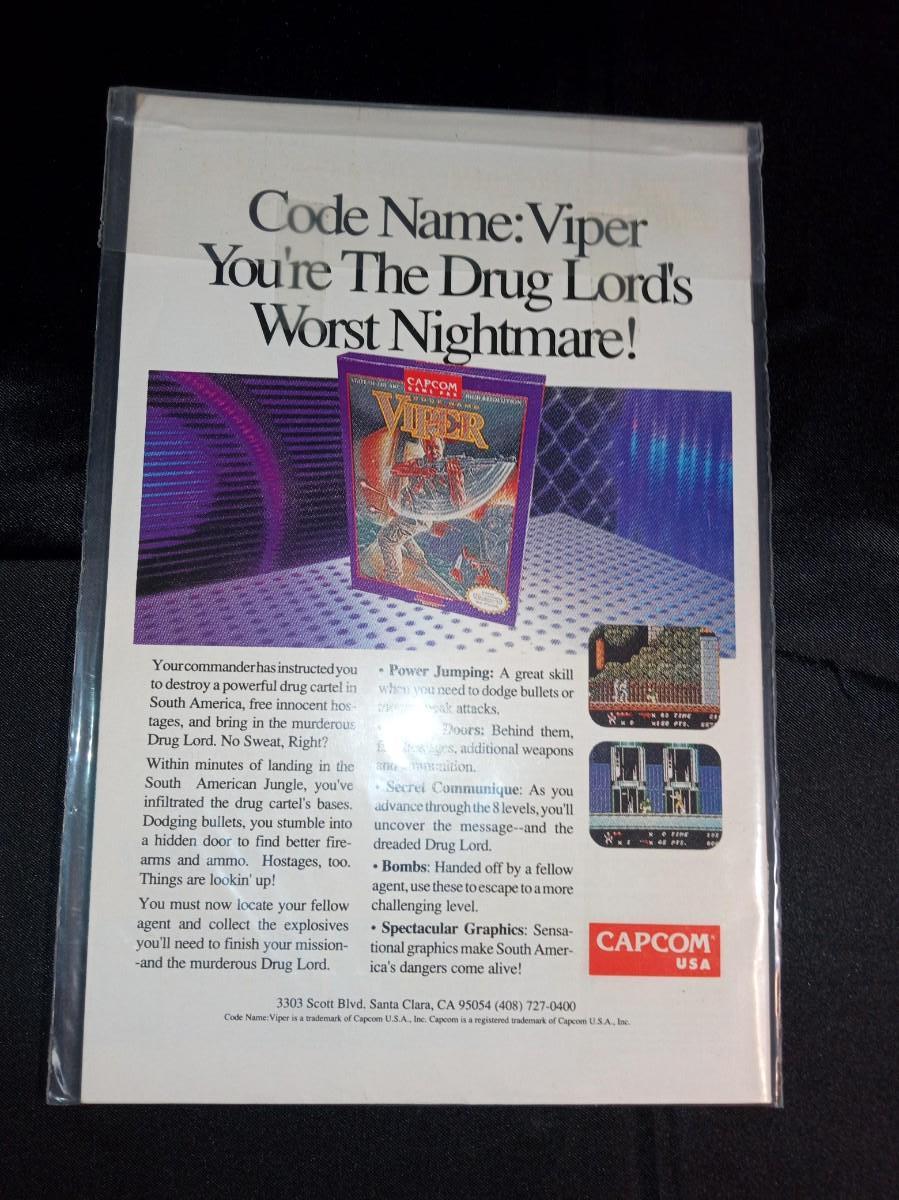 Code Name: Viper
You're The Drug Lord's
Worst Nightmare!
CAPCOM
VIPER
Your commander has instructed you
to destroy a powerful drug cartel in
South America, free innocent hos-
tages, and bring in the murderous
Drug Lord. No Sweat, Right?
Within minutes of landing in the
South American Jungle, you've
infiltrated the drug cartel's bases.
Dodging bullets, you stumble into
a hidden door to find better fire-
arms and ammo. Hostages, too.
Things are lookin' up!
You must now locate your fellow
agent and collect the explosives
you'll need to finish your mission-
-and the murderous Drug Lord.
• Power Jumping: A great skill
when you need to dodge bullets or
attacks.
Doors: Behind them,
additional weapons
and ammunition.
• Secret Communique: As you
advance through the 8 levels, you'll
uncover the message--and the
dreaded Drug Lord.
• Bombs: Handed off by a fellow
agent, use these to escape to a more
challenging level.
• Spectacular Graphics: Sensa-
tional graphics make South Amer-
ica's dangers come alive!
CAPCOM
USA
3303 Scott Blvd. Santa Clara, CA 95054 (408) 727-0400
Code Name: Viper is a trademark of Capcom U.S.A., Inc. Capcom is a registered trademark of Capcom U.S.A., Inc.